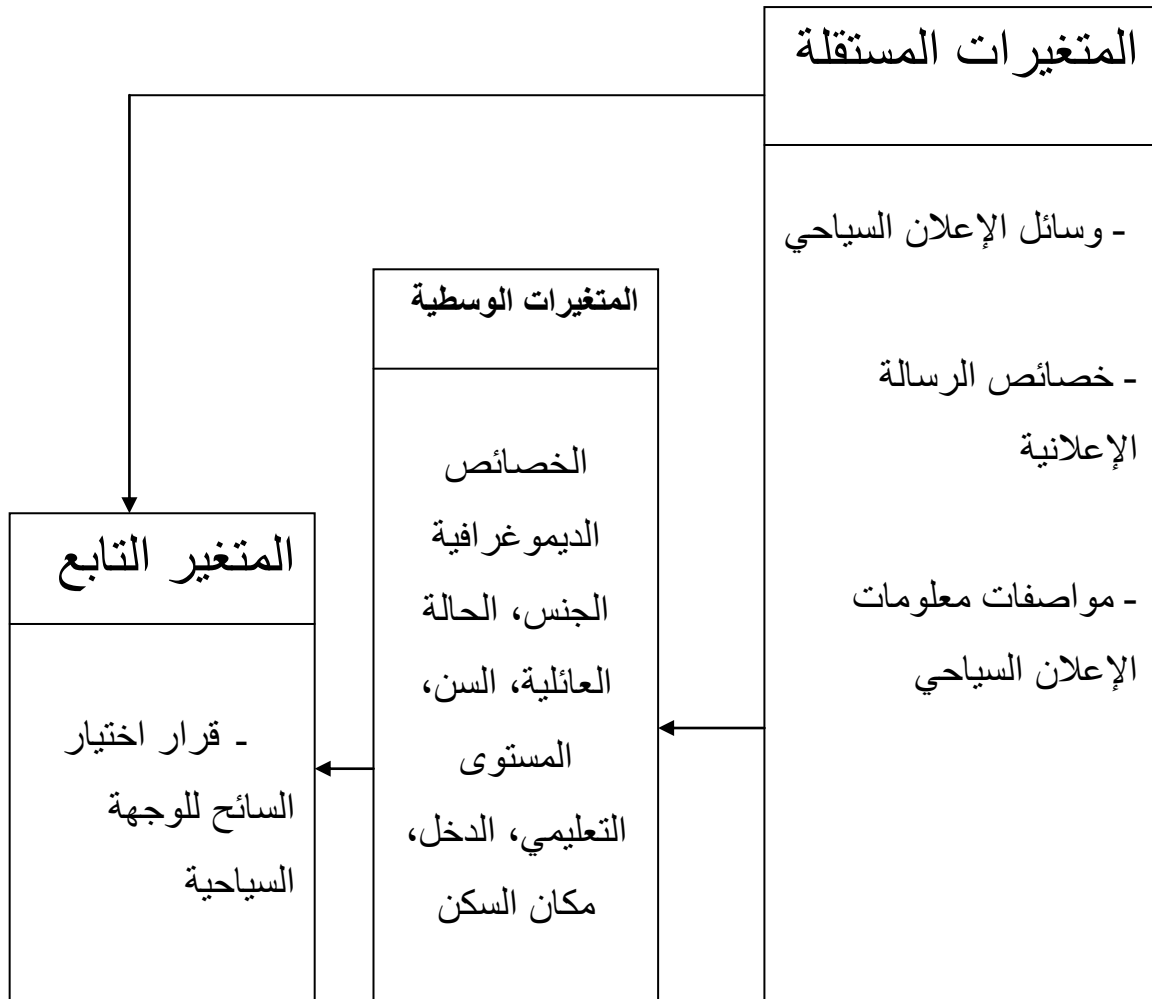 المتغيرات المستقلة
- وسائل الإعلان السياحي
- خصائص الرسالة
الإعلانية
- مواصفات معلومات
الإعلان السياحي
المتغيرات الوسطية
الخصائص
الديموغرافية
الجنس، الحالة
العائلية، السن،
المستوى
التعليمي، الدخل،
مكان السكن
المتغير التابع
- قرار اختيار
السائح للوجهة
السياحية